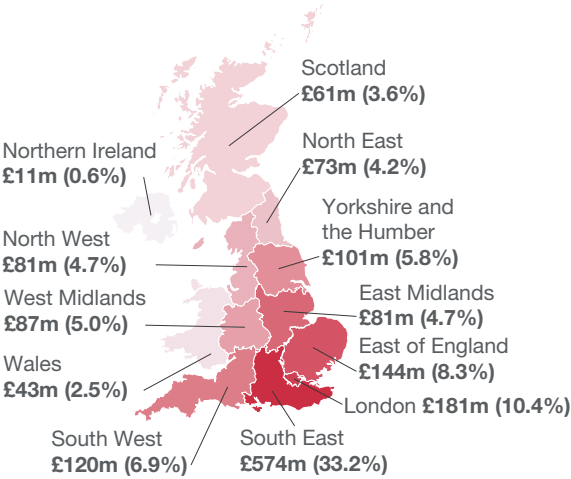 Scotland
£61m (3.6%)
North East
£73m (4.2%)
Northern Ireland
£11m (0.6%)
Yorkshire and
the Humber
£101m (5.8%)
North West
£81m (4.7%)
West Midlands
£87m (5.0%)
East Midlands
£81m (4.7%)
East of England
£144m (8.3%)
Wales
£43m (2.5%)
London £181m (10.4%)
South West
£120m (6.9%)
South East
£574m (33.2%)